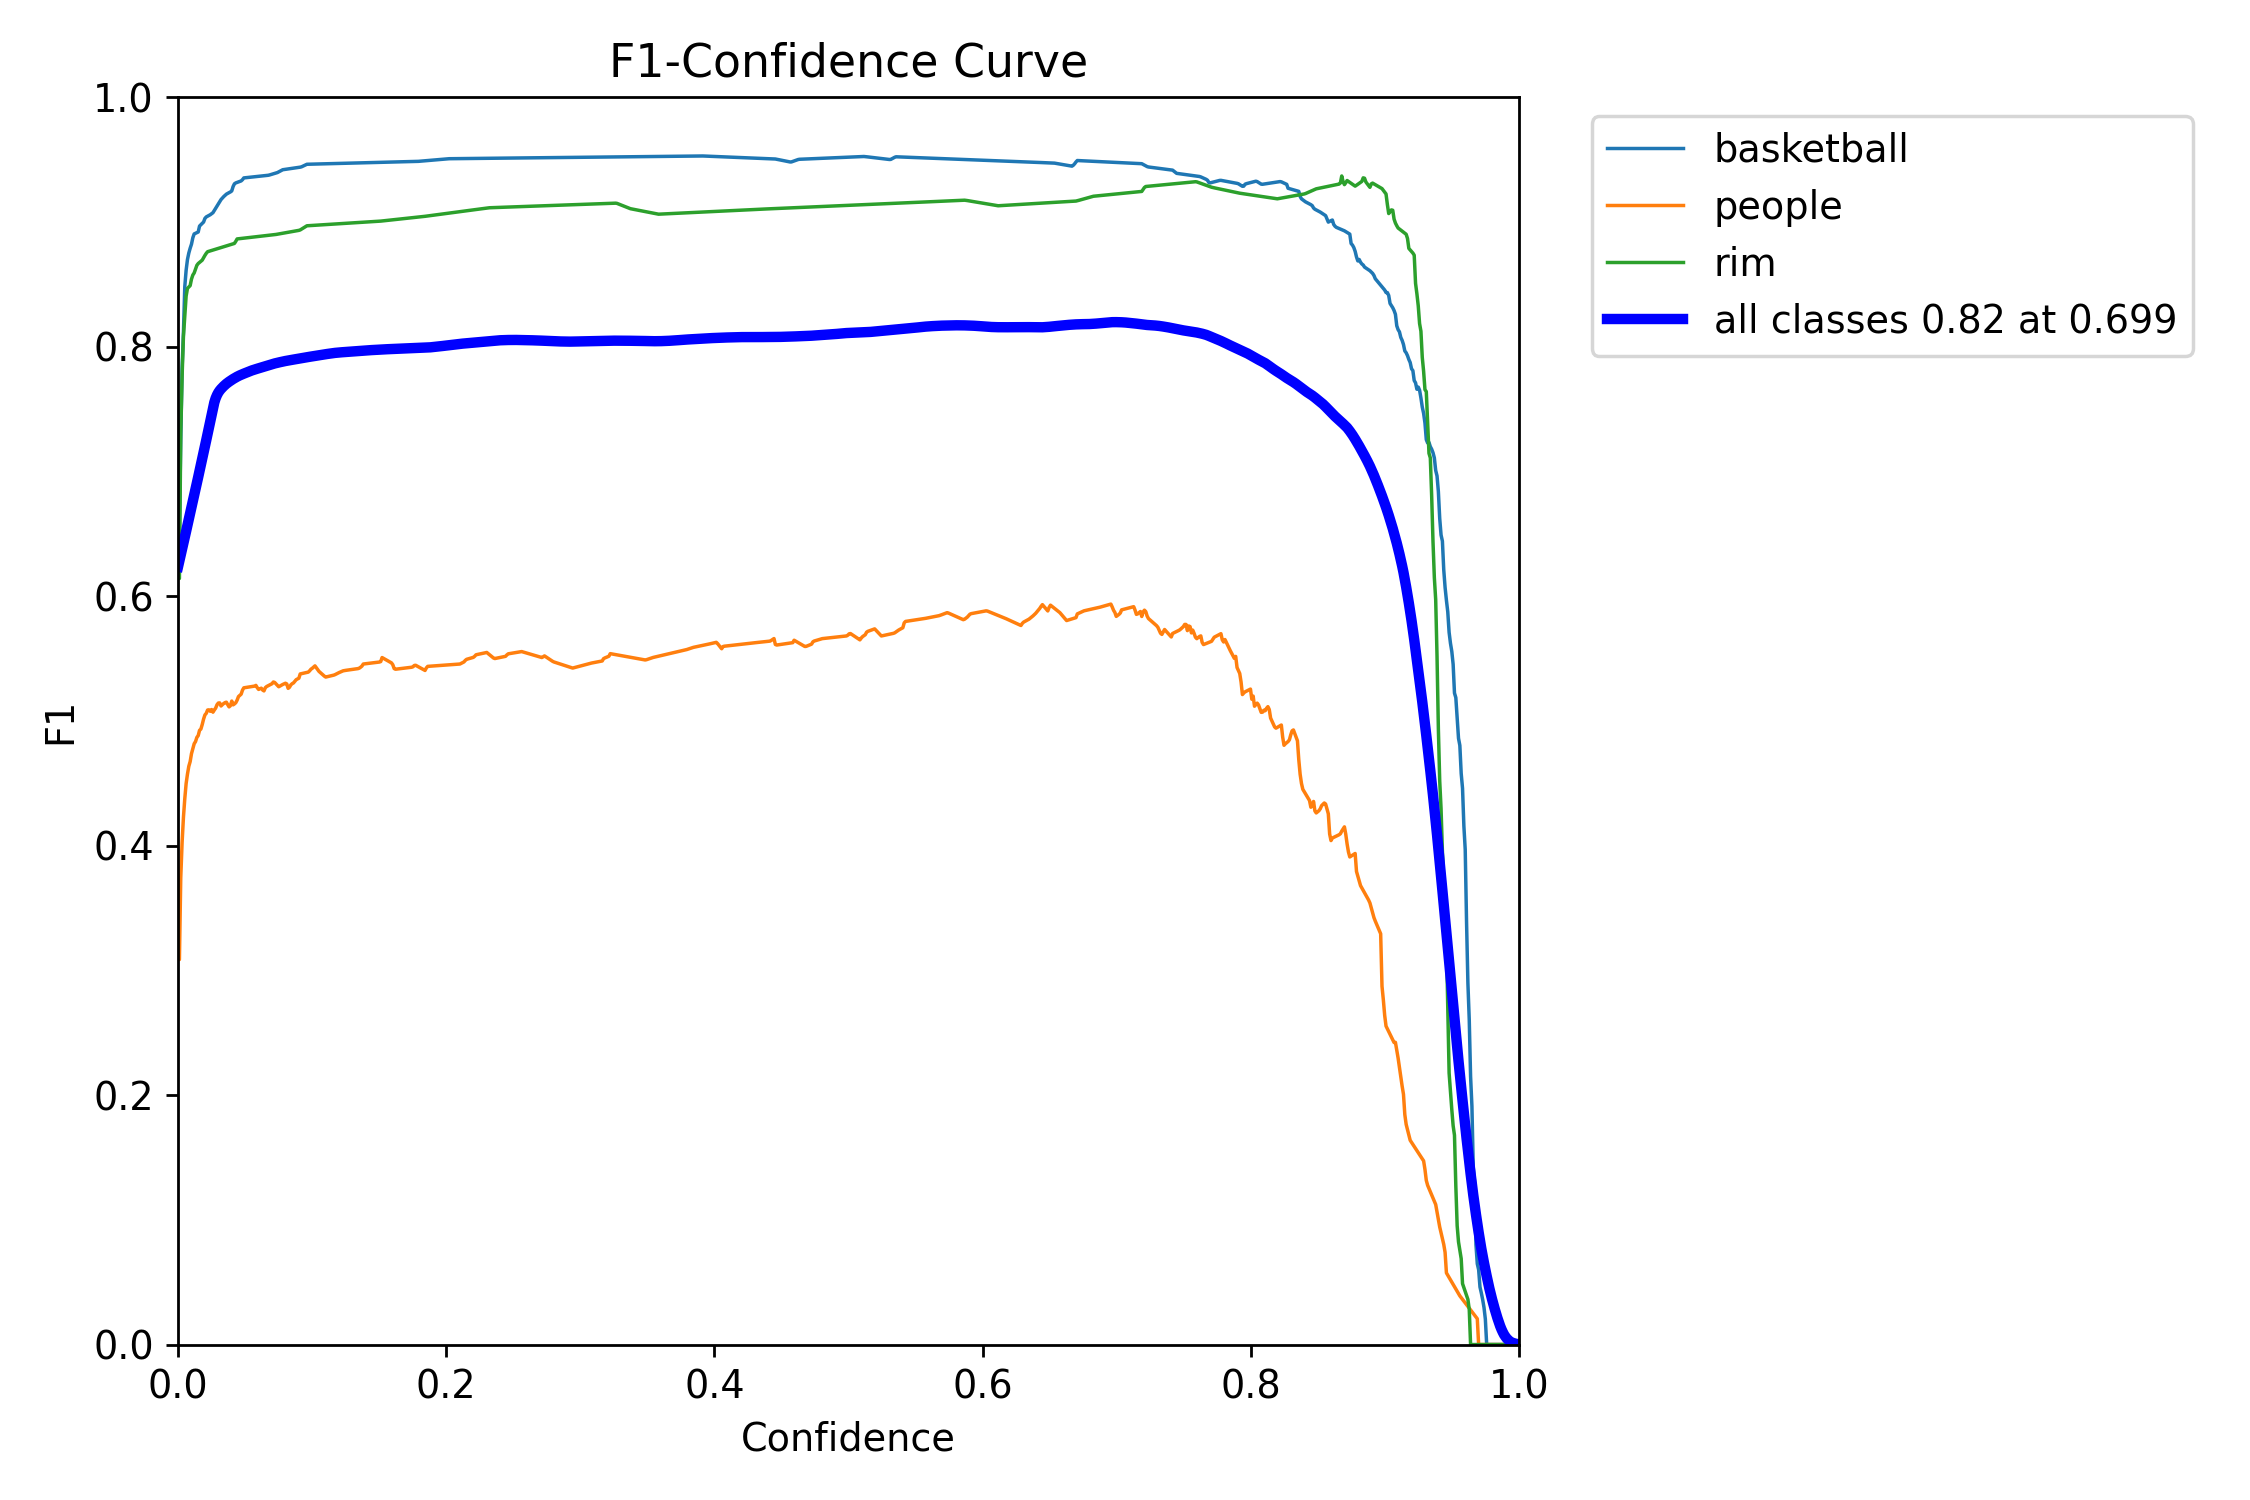 F1-Confidence Curve
1.0
0.8
0.6
0.4
0.2
0.0
F1
0.0 0.2 0.4 0.6 0.8 1.0
Confidence
basketball
people
rim
all classes 0.82 at 0.699